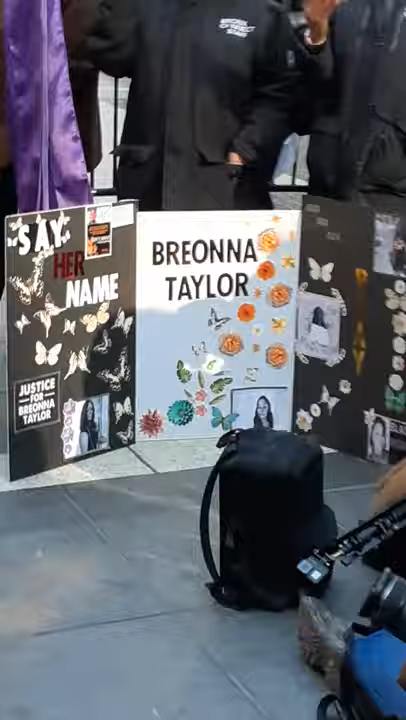 SAY
HER
NAME
JUSTICE
FOR
BREONNA
TAYLOR
BREONNA
TAYLOR